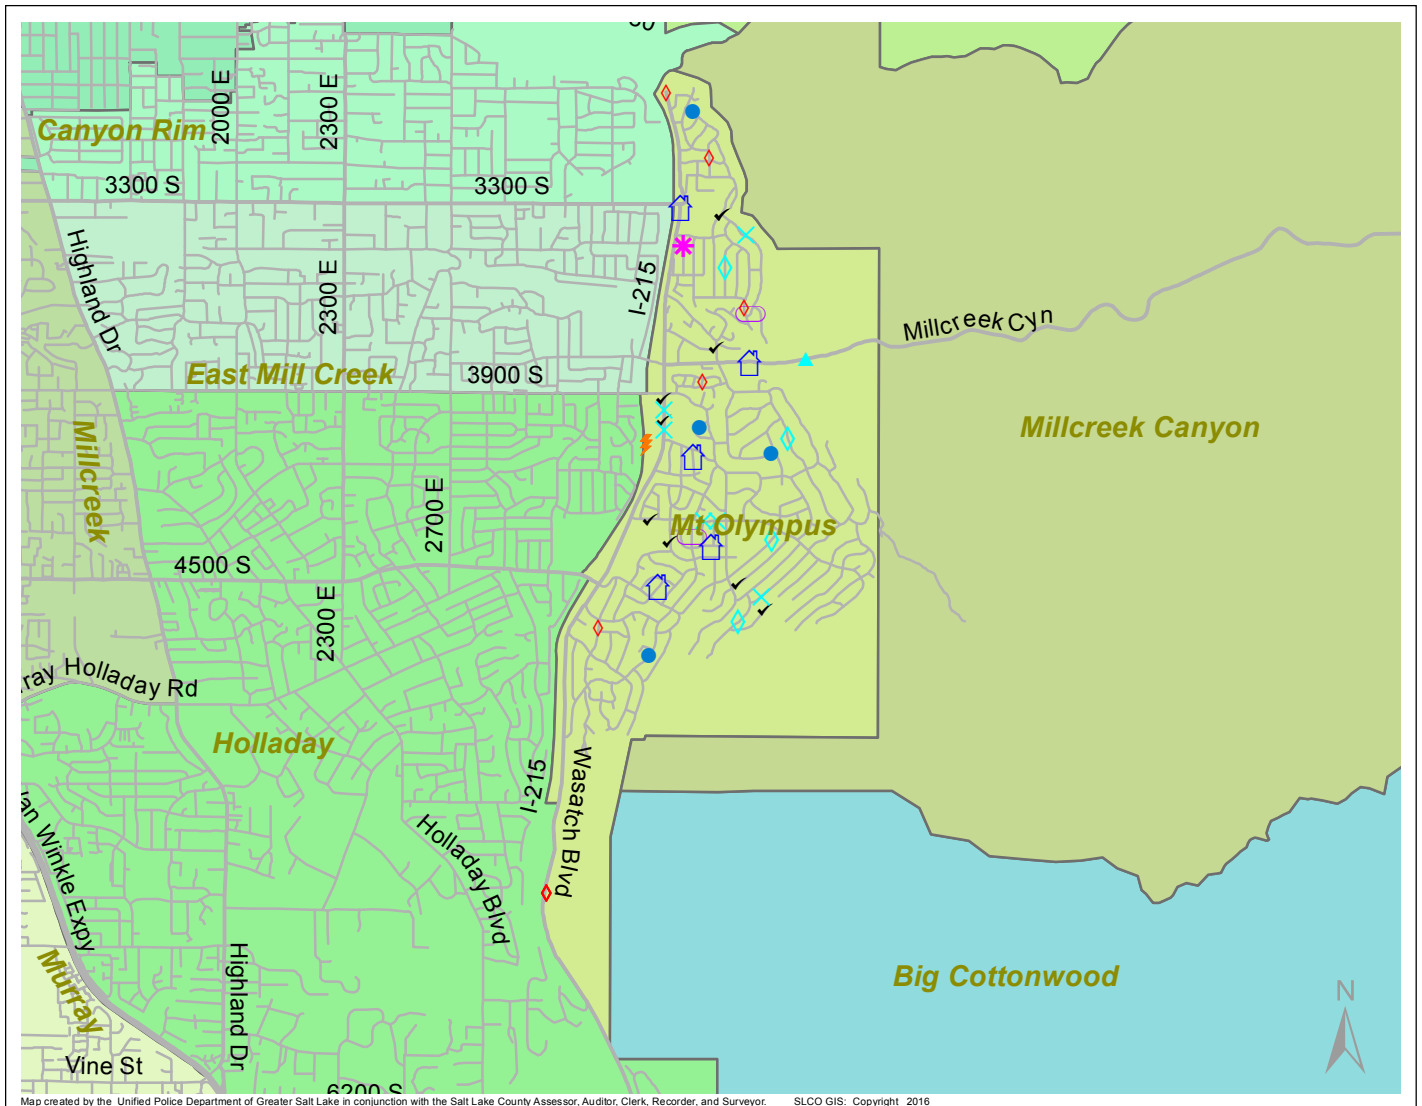 2000 E
2300 E
Canyon Rim
3300 S
3300 S
Highland Dr
2300 E
I-215
Millcreek Cyn
East Mill Creek
3900 S
Millcreek
Millcreek Canyon
2700 E
Mt Olympus
4500 S
2300 E
ray Holladay Rd
Holladay
I-215
Wasatch Blvd
an Winkle Expy
Holladay Blvd
Highland Dr
Murray
Big Cottonwood
N
Vine St
6200 S
Map created by the Unified Police Department of Greater Salt Lake in conjunction with the Salt Lake County Assessor, Auditor, Clerk, Recorder, and Surveyor. SLCO GIS: Copyright 2016